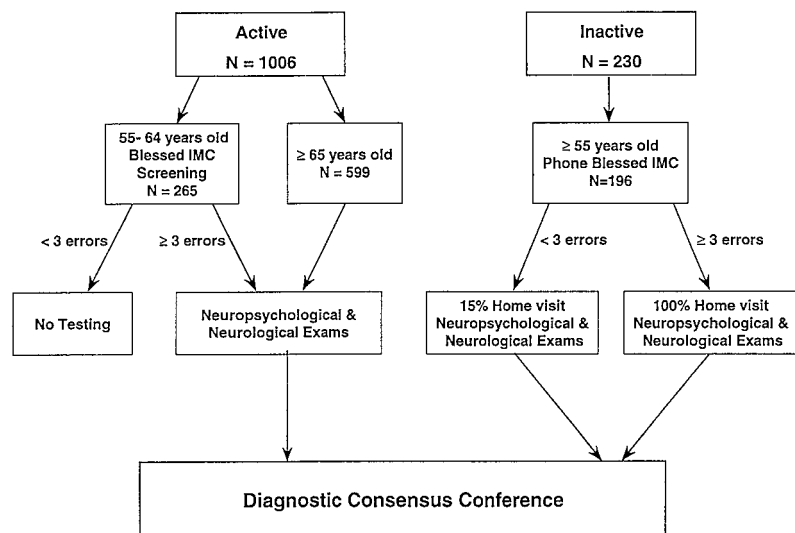 Active
N = 1006
Inactive
N = 230
55- 64 years old
Blessed IMC
Screening
N = 265
≥ 65 years old
N = 599
≥ 55 years old
Phone Blessed IMC
N=196
< 3 errors
≥ 3 errors
< 3 errors
≥ 3 errors
No Testing
Neuropsychological &
Neurological Exams
15% Home visit
Neuropsychological &
Neurological Exams
100% Home visit
Neuropsychological &
Neurological Exams
Diagnostic Consensus Conference